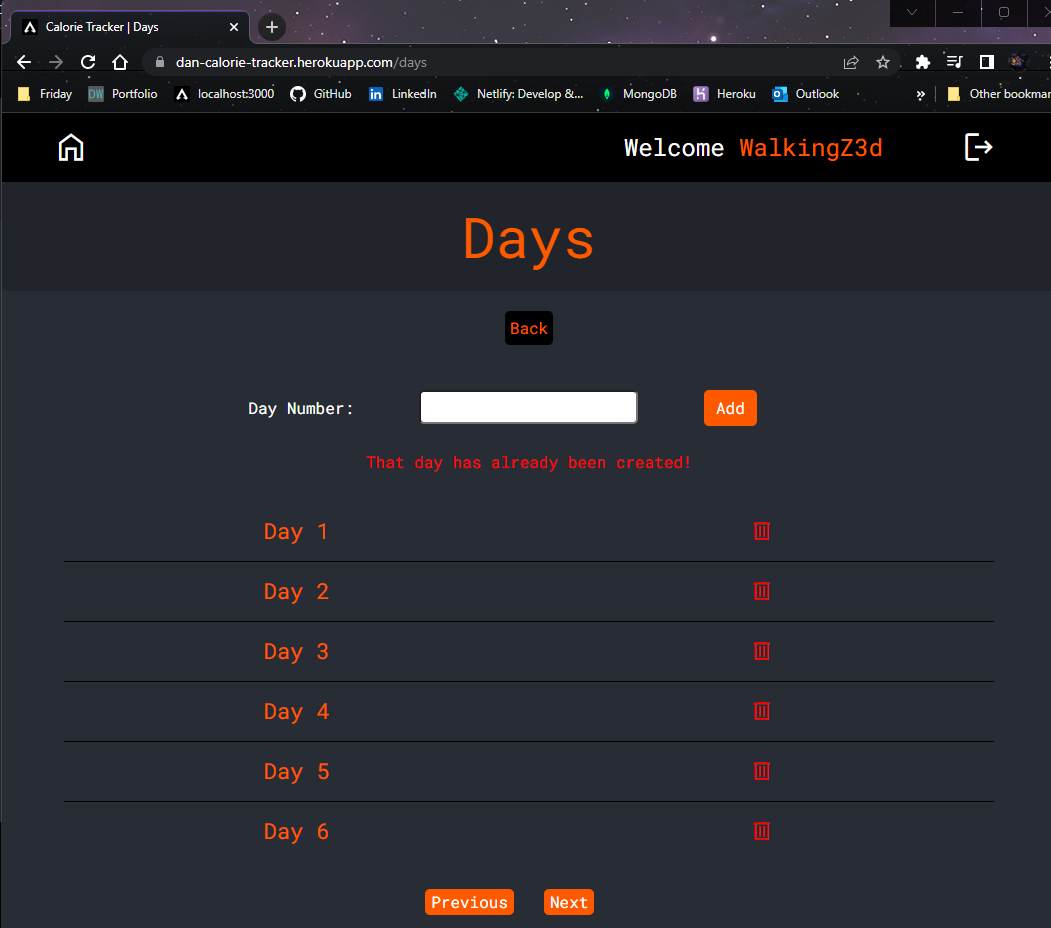 Calorie Tracker | Days
dan-calorie-tracker.herokuapp.com/days
Friday DW Portfolio localhost:3000 GitHub in LinkedIn Netlify: Develop &... MongoDB Heroku Outlook » Other bookmar
Welcome WalkingZ3d
Days
Back
Day Number: Add
That day has already been created!
Day 1
Day 2
Day 3
Day 4
Day 5
Day 6
Previous Next